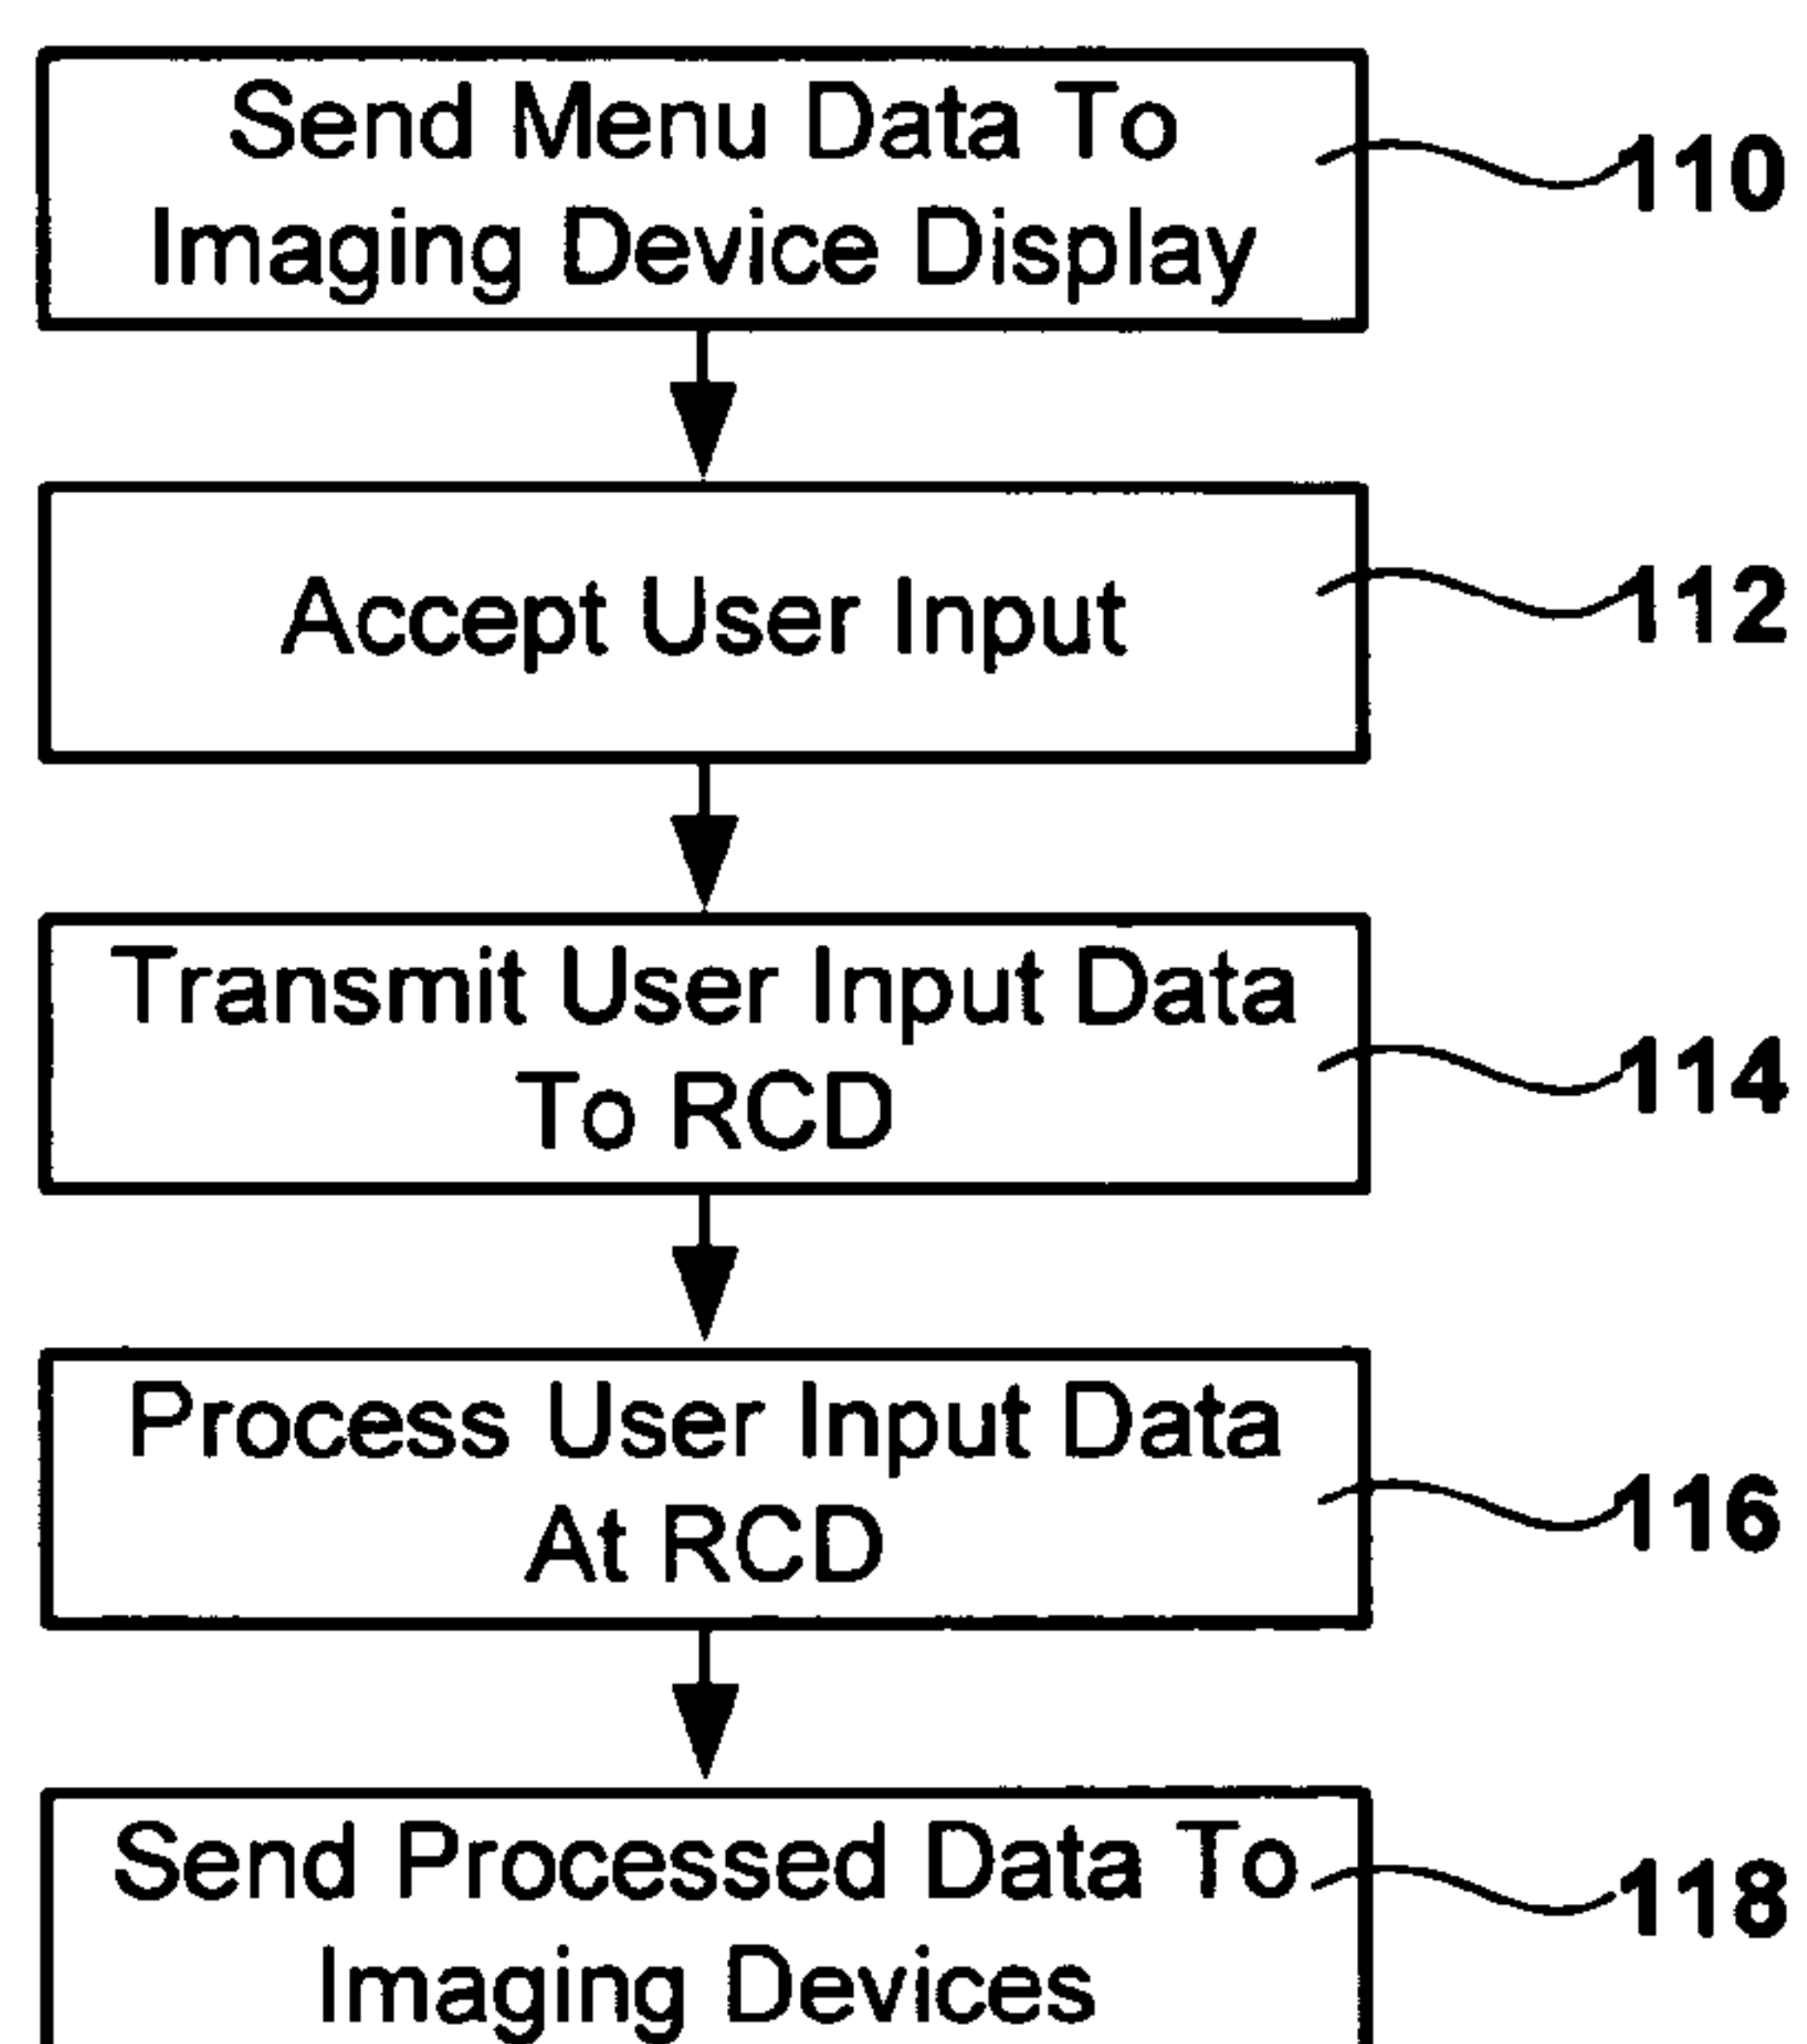 Send Menu Data To
Imaging Device Display
110
Accept User Input
112
Transmit User Input Data
To RCD
114
Process User Input Data
At RCD
116
Send Processed Data To
Imaging Devices
118